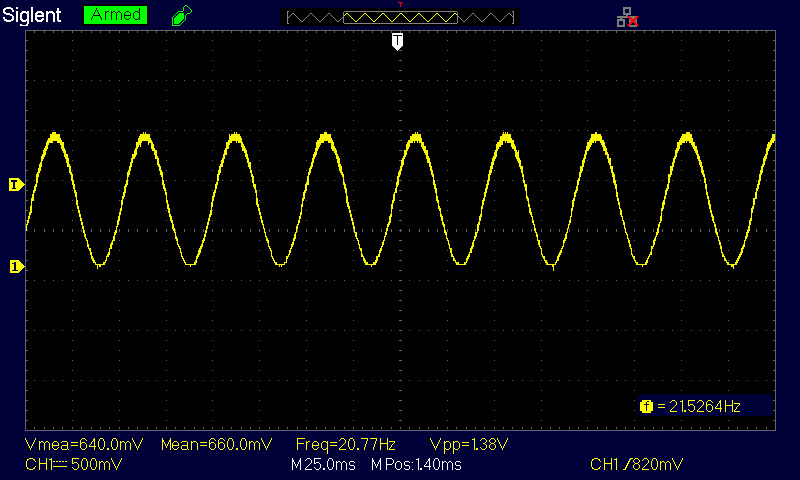 Siglent Armed T
T
T
1
f = 21.5264Hz
Vmea=640.0mV Mean=660.0mV Freq=20.77Hz Vpp=1.38V
CH1 500mV M25.0ms MPos:1.40ms CH1 820mV